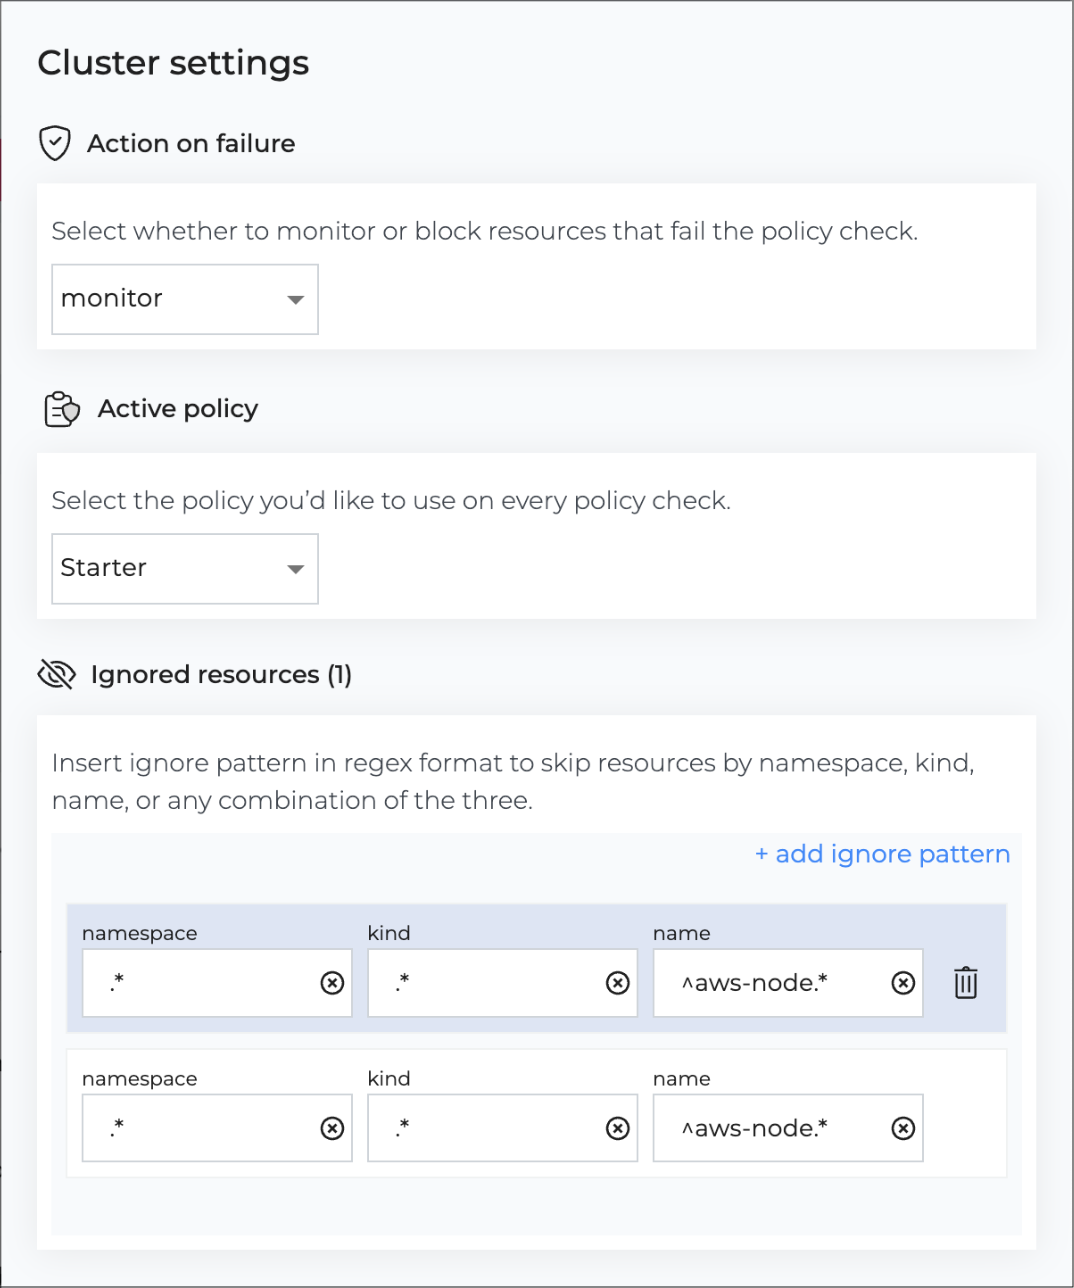 Cluster settings
Action on failure
Select whether to monitor or block resources that fail the policy check.
monitor
Active policy
Select the policy you’d like to use on every policy check.
Starter
Ignored resources (1)
Insert ignore pattern in regex format to skip resources by namespace, kind,
name, or any combination of the three.
+ add ignore pattern
namespace kind name
.* .* ^aws-node.*
namespace kind name
.* .* ^aws-node.*